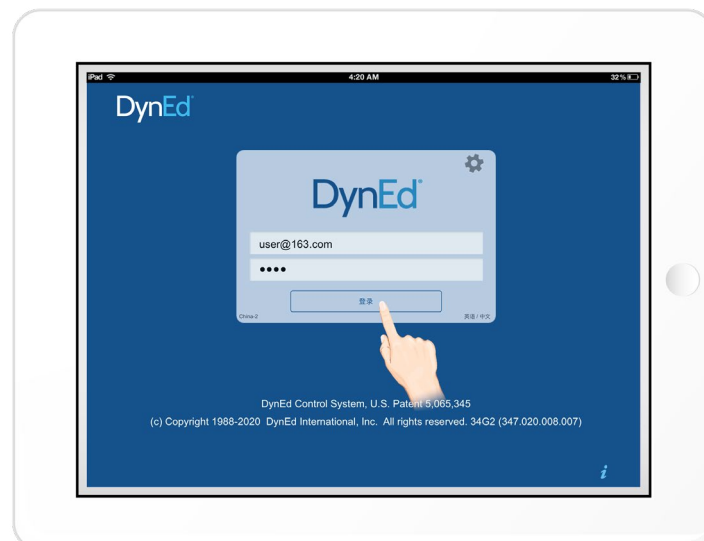 iPad 4:20 AM 32%
DynEd
DynEd
user@163.com
••••
登录
China-2 英语 / 中文
DynEd Control System, U.S. Patent 5,065,345
(c) Copyright 1988-2020 DynEd International, Inc. All rights reserved. 34G2 (347.020.008.007)
i